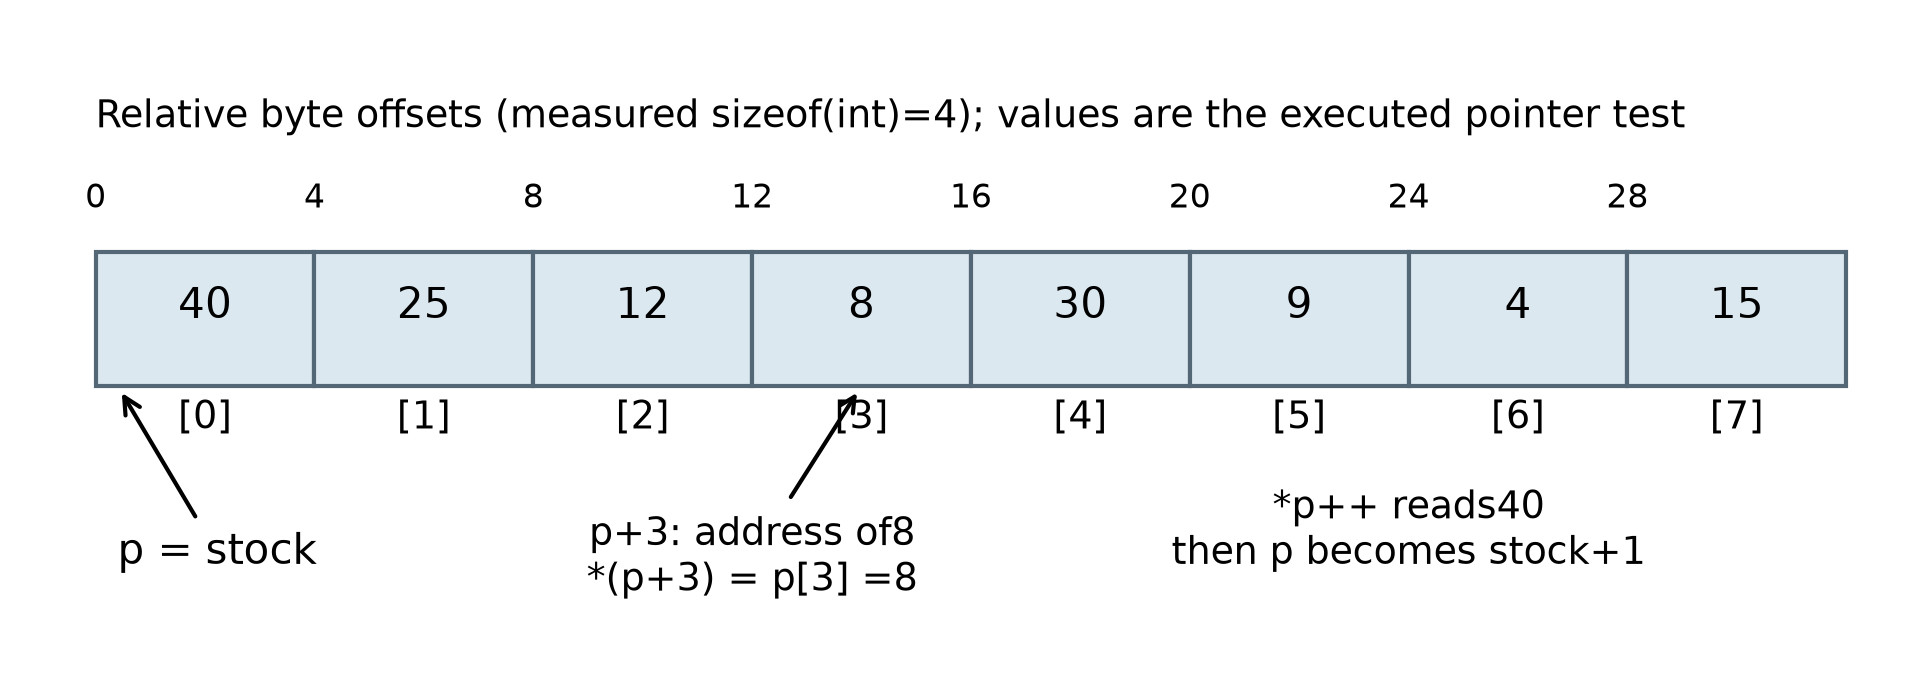 Relative byte offsets (measured sizeof(int)=4); values are the executed pointer test
0 4 8 12 16 20 24 28
40 25 12 8 30 9 4 15
[0] [1] [2] [3] [4] [5] [6] [7]
p = stock
p+3: address of8
*(p+3) = p[3] =8
*p++ reads40
then p becomes stock+1